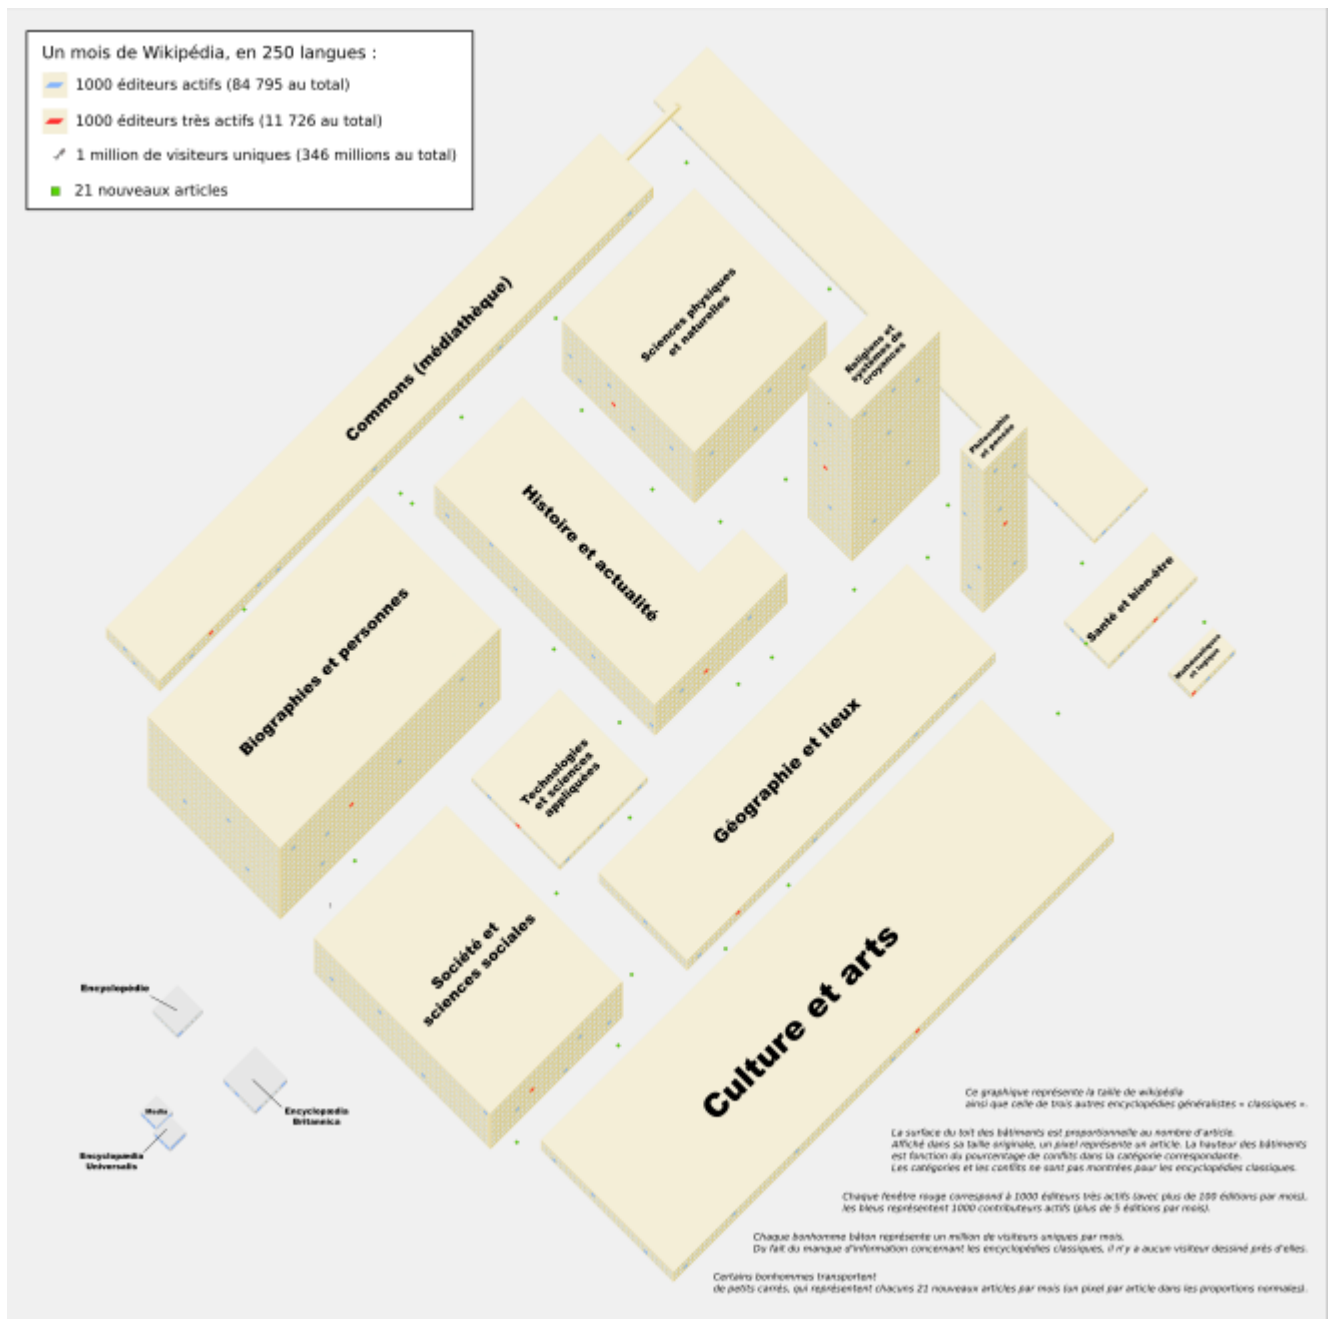 Un mois de Wikipédia, en 250 langues :
1000 éditeurs actifs (84 795 au total)
1000 éditeurs très actifs (11 726 au total)
1 million de visiteurs uniques (346 millions au total)
21 nouveaux articles
Commons (médiathèque)
Sciences physiques
et naturelles
Religions et
systèmes de
croyances
Philosophie
et pensée
Histoire et actualité
Biographies et personnes
Santé et bien-être
Mathématiques
et logique
Technologies
et sciences
appliquées
Géographie et lieux
Société et
sciences sociales
Culture et arts
Encyclopédie
Encyclopædia
Britannica
Encyclopædia
Universalis
Ce graphique représente la taille de wikipédia
ainsi que celle de trois autres encyclopédies généralistes « classiques ».
La surface du toit des bâtiments est proportionnelle au nombre d'article.
Affiché dans sa taille originale, un pixel représente un article. La hauteur des bâtiments
est fonction du pourcentage de conflits dans la catégorie correspondante.
Les catégories et les conflits ne sont pas montrées pour les encyclopédies classiques.
Chaque fenêtre rouge correspond à 1000 éditeurs très actifs (avec plus de 100 éditions par mois),
les bleus représentent 1000 contributeurs actifs (plus de 5 éditions par mois).
Chaque bonhomme bâton représente un million de visiteurs uniques par mois.
Du fait du manque d'information concernant les encyclopédies classiques, il n'y a aucun visiteur dessiné près d'elles.
Certains bonhommes transportent
de petits carrés, qui représentent chacuns 21 nouveaux articles par mois (un pixel par article dans les proportions normales).